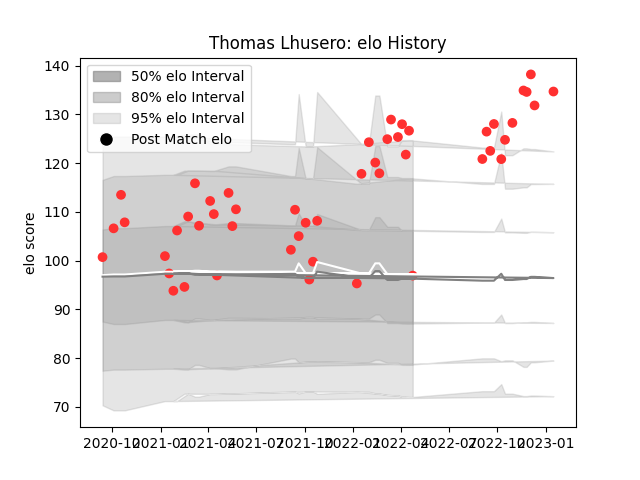 Thomas Lhusero: elo History
140
130
120
110
100
90
80
70
elo score
50% elo Interval
80% elo Interval
95% elo Interval
Post Match elo
2020-10 2021-01 2021-04 2021-07 2021-10 2022-01 2022-04 2022-07 2022-10 2023-01